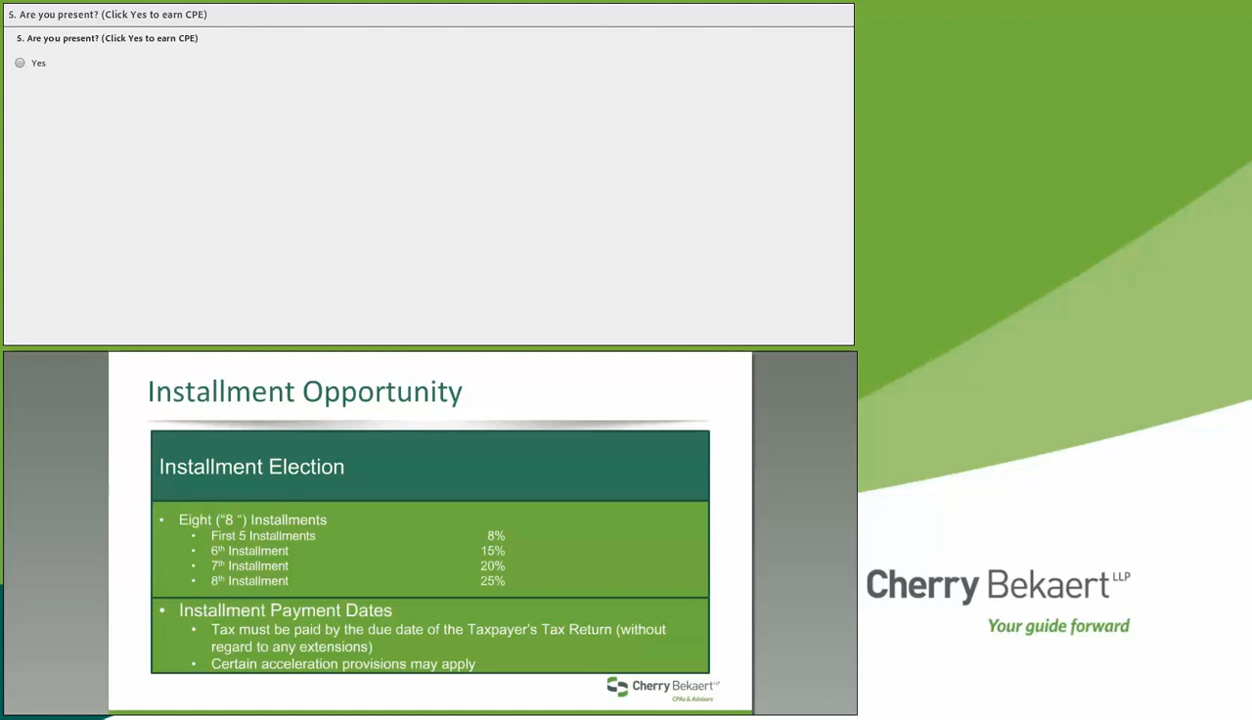 5. Are you present? (Click Yes to earn CPE)
5. Are you present? (Click Yes to earn CPE)
Yes
Installment Opportunity
Installment Election
• Eight ("8 ") Installments
• First 5 Installments 8%
• 6th Installment 15%
• 7th Installment 20%
• 8th Installment 25%
• Installment Payment Dates
• Tax must be paid by the due date of the Taxpayer's Tax Return (without
regard to any extensions)
• Certain acceleration provisions may apply
Cherry Bekaert LLP
CPAs & Advisors
Cherry Bekaert LLP
Your guide forward